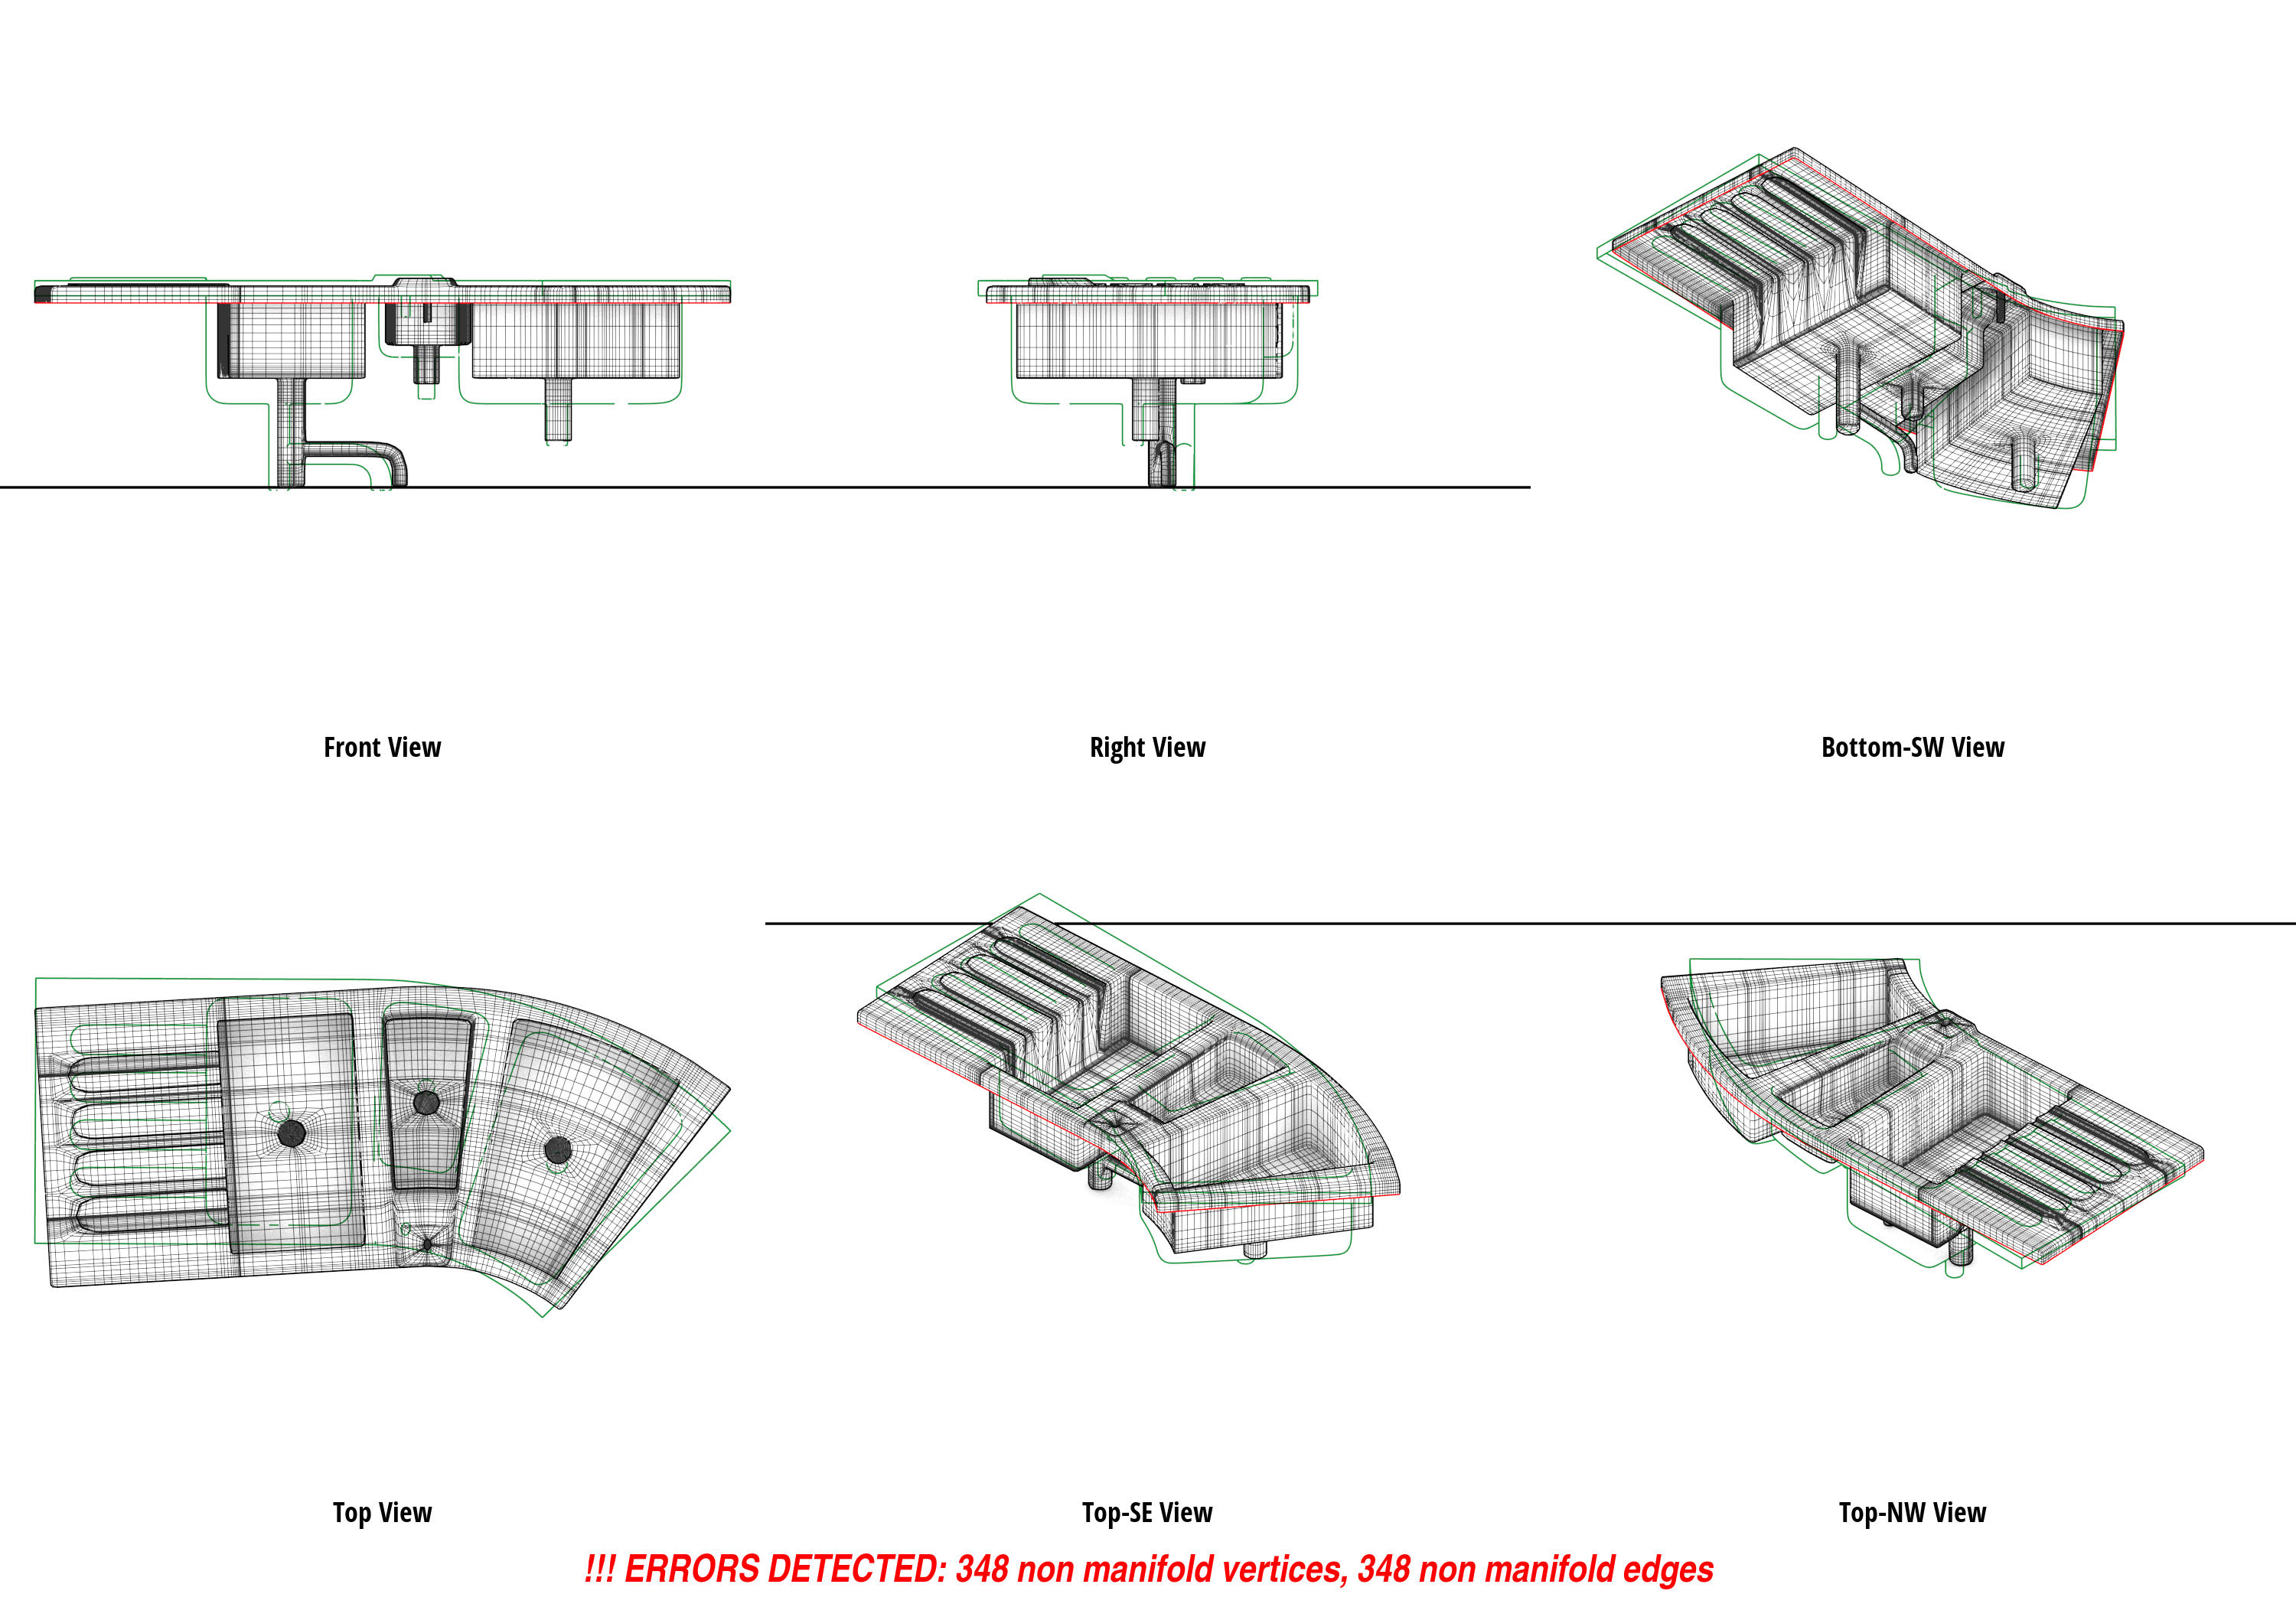 Front View
Right View
Bottom-SW View
Top View
Top-SE View
Top-NW View
!!! ERRORS DETECTED: 348 non manifold vertices, 348 non manifold edges